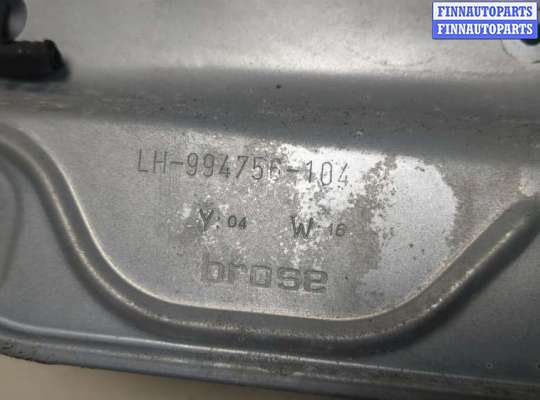 FINNAUTOPARTS
FINNAUTOPARTS
LH-994756-104
Y. 04 W. 16
brose